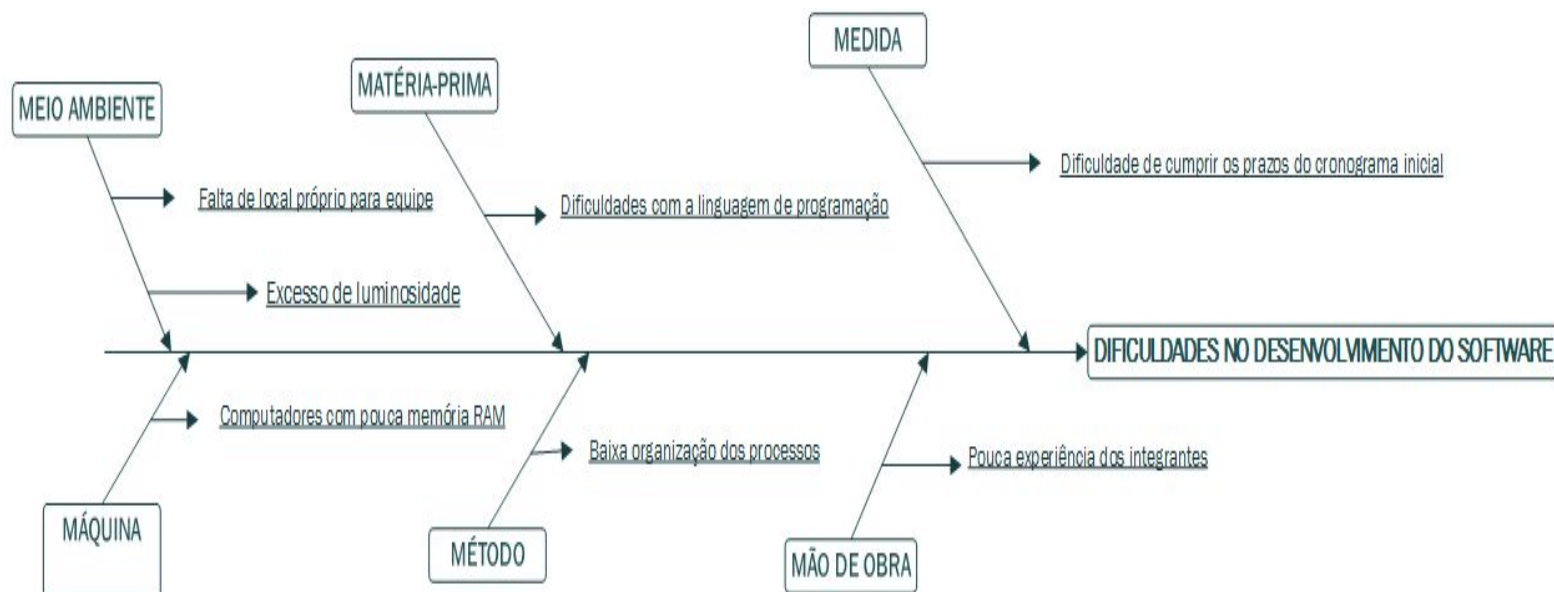 MEDIDA
MATÉRIA-PRIMA
MEIO AMBIENTE
Dificuldade de cumprir os prazos do cronograma inicial
Falta de local próprio para equipe
Dificuldades com a linguagem de programação
Excesso de luminosidade
DIFICULDADES NO DESENVOLVIMENTO DO SOFTWARE
Computadores com pouca memória RAM
Baixa organização dos processos
Pouca experiência dos integrantes
MÁQUINA
MÉTODO
MÃO DE OBRA